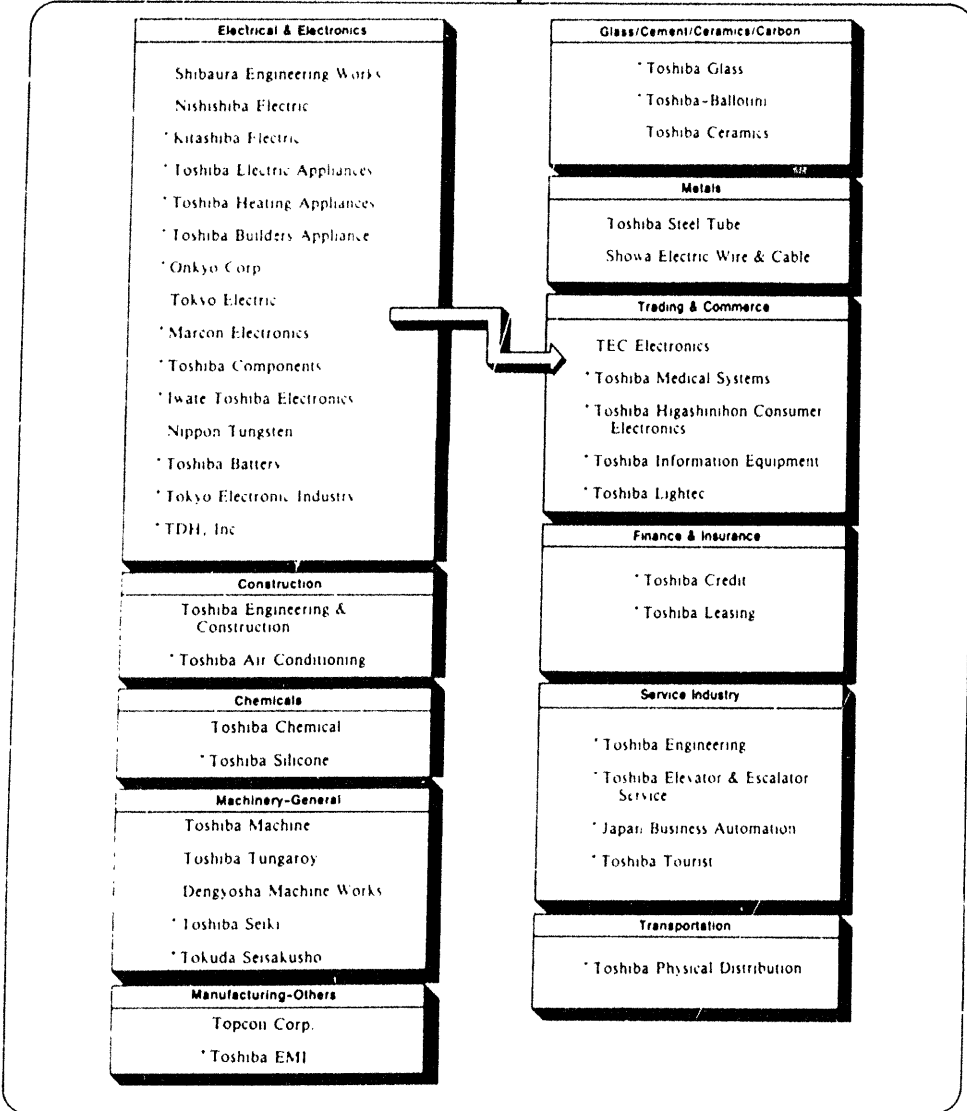 Electrical & Electronics
Shibaura Engineering Works
Nishishiba Electric
* Kitashiba Electric
* Toshiba Electric Appliances
* Toshiba Heating Appliances
* Toshiba Builders Appliance
* Onkyo Corp
Tokyo Electric
* Marcon Electronics
* Toshiba Components
* Iwate Toshiba Electronics
Nippon Tungsten
* Toshiba Battery
* Tokyo Electronic Industry
* TDH, Inc
Construction
Toshiba Engineering &
Construction
* Toshiba Air Conditioning
Chemicals
Toshiba Chemical
* Toshiba Silicone
Machinery-General
Toshiba Machine
Toshiba Tungaroy
Dengyosha Machine Works
* Toshiba Seiki
* Tokuda Seisakusho
Manufacturing-Others
Topcon Corp.
* Toshiba EMI
Glass/Cement/Ceramics/Carbon
* Toshiba Glass
* Toshiba-Ballotini
Toshiba Ceramics
Metals
Toshiba Steel Tube
Showa Electric Wire & Cable
Trading & Commerce
TEC Electronics
* Toshiba Medical Systems
* Toshiba Higashinihon Consumer
Electronics
* Toshiba Information Equipment
* Toshiba Lightec
Finance & Insurance
* Toshiba Credit
* Toshiba Leasing
Service Industry
* Toshiba Engineering
* Toshiba Elevator & Escalator
Service
* Japan Business Automation
* Toshiba Tourist
Transportation
* Toshiba Physical Distribution